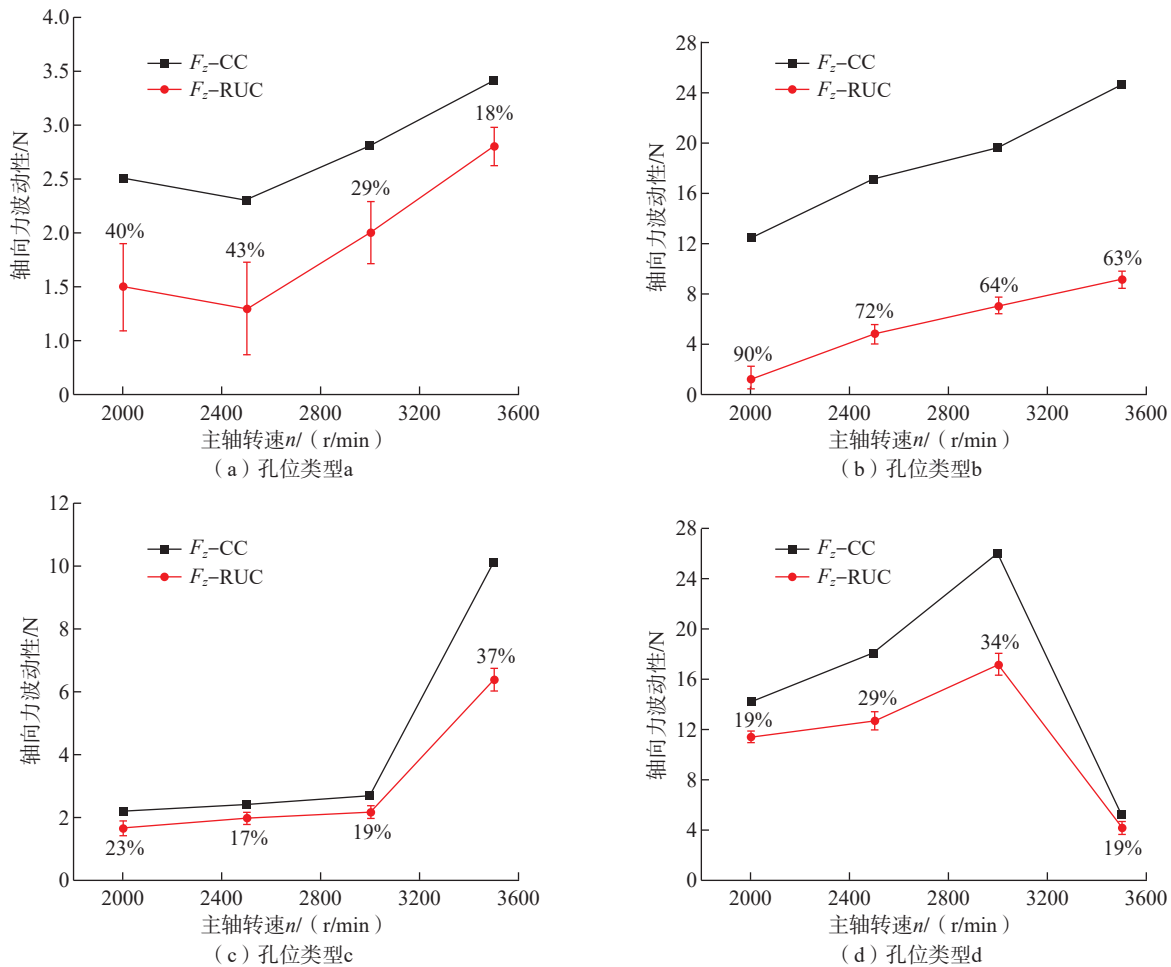 4.0
3.5
3.0
2.5
2.0
1.5
1.0
0
轴向力波动性/N
Fz–CC
Fz–RUC
40%
43%
29%
18%
2000 2400 2800 3200 3600
主轴转速n/（r/min）
（a）孔位类型a
28
24
20
16
12
8
4
0
轴向力波动性/N
Fz–CC
Fz–RUC
90%
72%
64%
63%
2000 2400 2800 3200 3600
主轴转速n/（r/min）
（b）孔位类型b
12
10
8
6
4
2
0
轴向力波动性/N
Fz–CC
Fz–RUC
23%
17%
19%
37%
2000 2400 2800 3200 3600
主轴转速n/（r/min）
（c）孔位类型c
28
24
20
16
12
8
4
0
轴向力波动性/N
Fz–CC
Fz–RUC
19%
29%
34%
19%
2000 2400 2800 3200 3600
主轴转速n/（r/min）
（d）孔位类型d